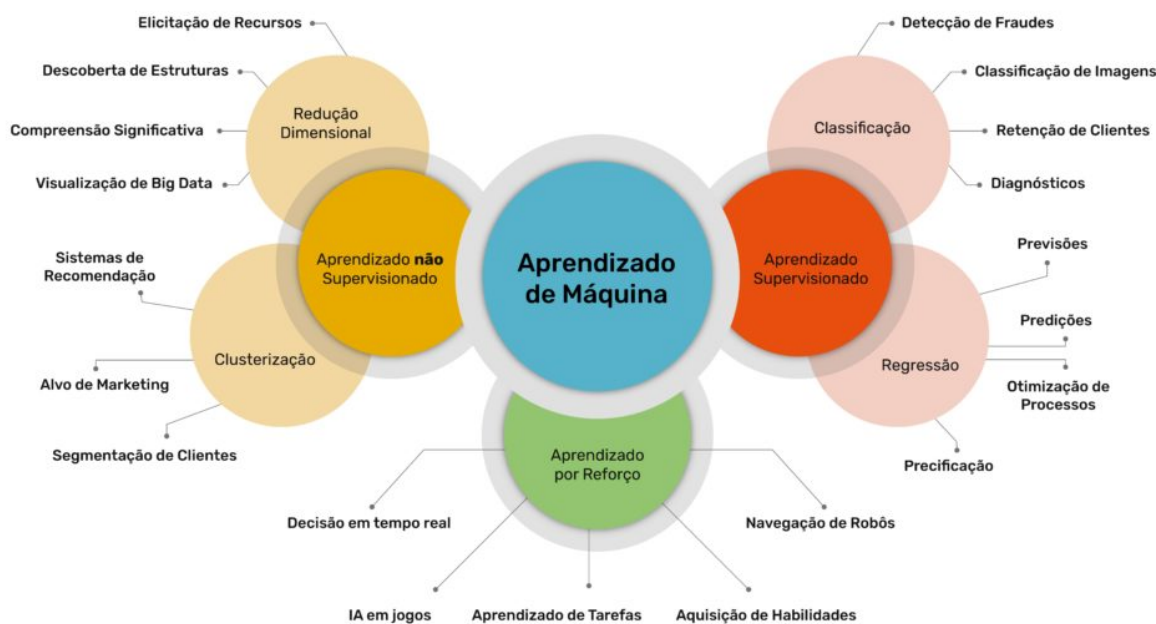 Elicitação de Recursos
Descoberta de Estruturas
Compreensão Significativa
Visualização de Big Data
Redução
Dimensional
Sistemas de
Recomendação
Alvo de Marketing
Segmentação de Clientes
Clusterização
Aprendizado não
Supervisionado
Aprendizado
de Máquina
Aprendizado
Supervisionado
Classificação
Detecção de Fraudes
Classificação de Imagens
Retenção de Clientes
Diagnósticos
Regressão
Previsões
Predições
Otimização de
Processos
Precificação
Aprendizado
por Reforço
Decisão em tempo real
IA em jogos
Aprendizado de Tarefas
Aquisição de Habilidades
Navegação de Robôs